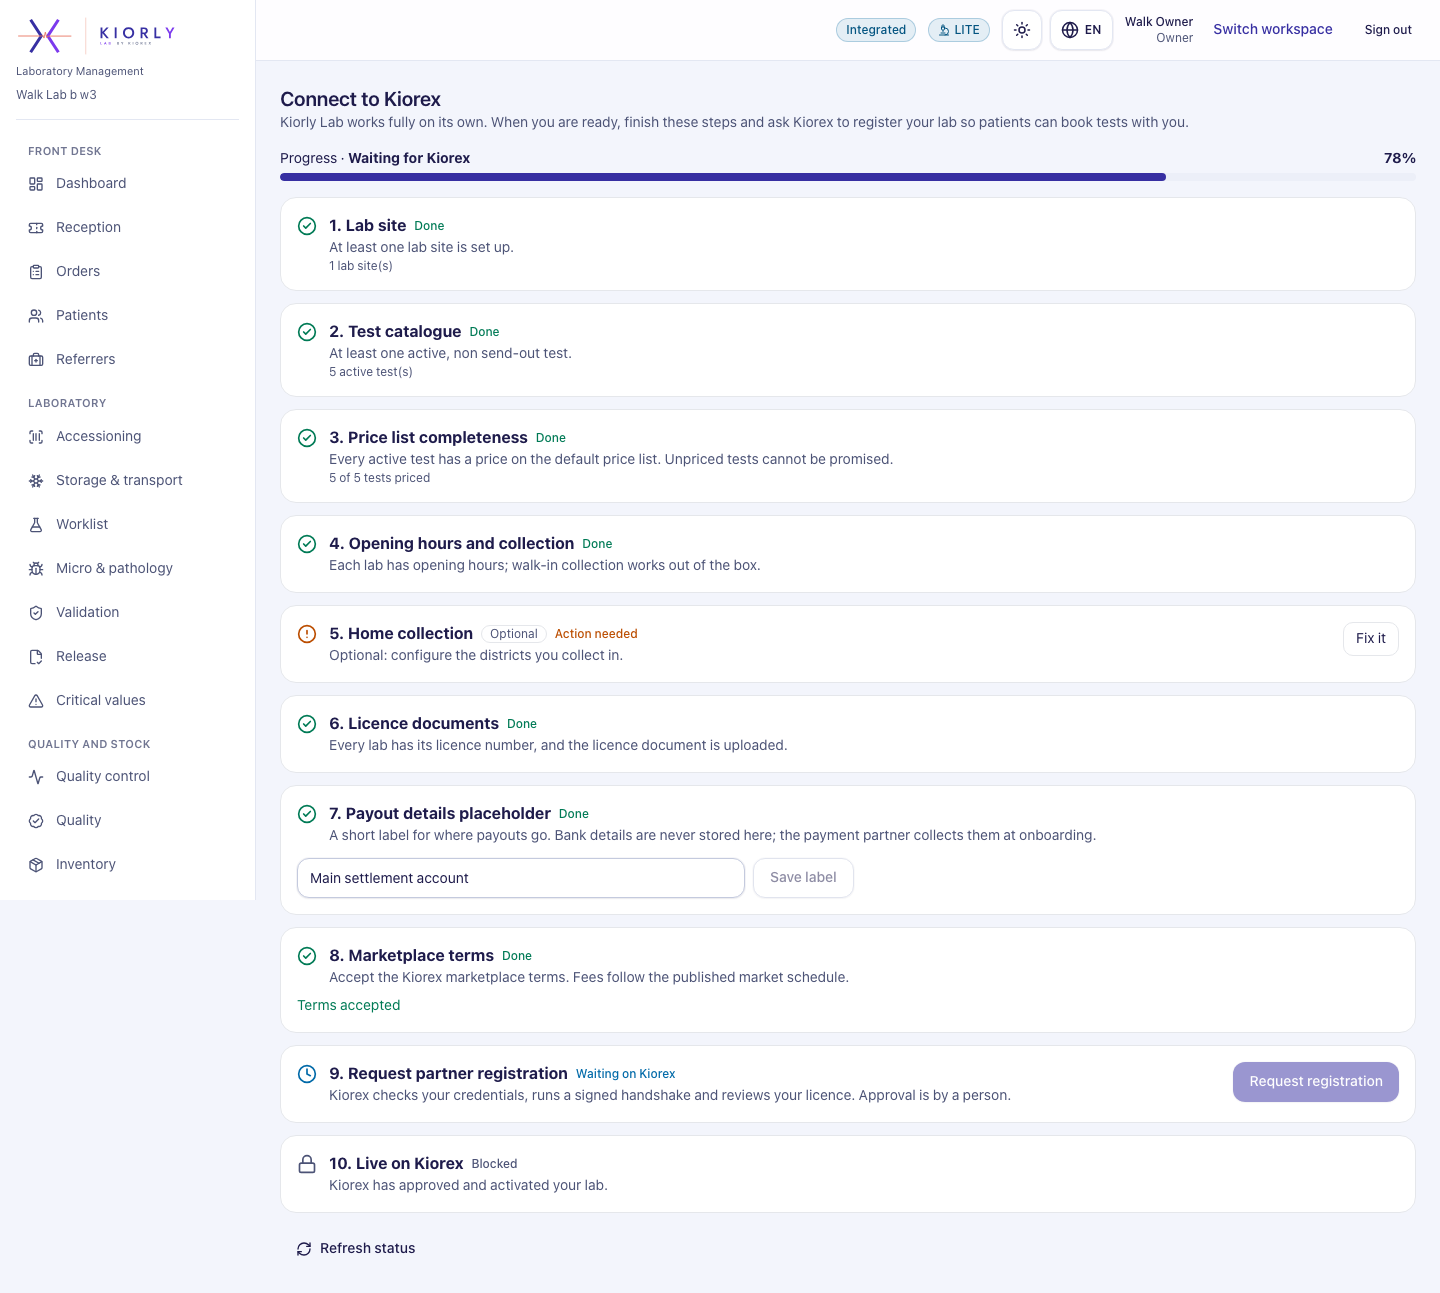 KIORLY
LAB BY KIOREX
Laboratory Management
Walk Lab b w3
FRONT DESK
Dashboard
Reception
Orders
Patients
Referrers
LABORATORY
Accessioning
Storage & transport
Worklist
Micro & pathology
Validation
Release
Critical values
QUALITY AND STOCK
Quality control
Quality
Inventory
Integrated
LITE
EN
Walk Owner
Owner
Switch workspace
Sign out
Connect to Kiorex
Kiorly Lab works fully on its own. When you are ready, finish these steps and ask Kiorex to register your lab so patients can book tests with you.
Progress · Waiting for Kiorex 78%
1. Lab site Done
At least one lab site is set up.
1 lab site(s)
2. Test catalogue Done
At least one active, non send-out test.
5 active test(s)
3. Price list completeness Done
Every active test has a price on the default price list. Unpriced tests cannot be promised.
5 of 5 tests priced
4. Opening hours and collection Done
Each lab has opening hours; walk-in collection works out of the box.
5. Home collection Optional Action needed
Optional: configure the districts you collect in.
Fix it
6. Licence documents Done
Every lab has its licence number, and the licence document is uploaded.
7. Payout details placeholder Done
A short label for where payouts go. Bank details are never stored here; the payment partner collects them at onboarding.
Main settlement account Save label
8. Marketplace terms Done
Accept the Kiorex marketplace terms. Fees follow the published market schedule.
Terms accepted
9. Request partner registration Waiting on Kiorex
Kiorex checks your credentials, runs a signed handshake and reviews your licence. Approval is by a person.
Request registration
10. Live on Kiorex Blocked
Kiorex has approved and activated your lab.
Refresh status